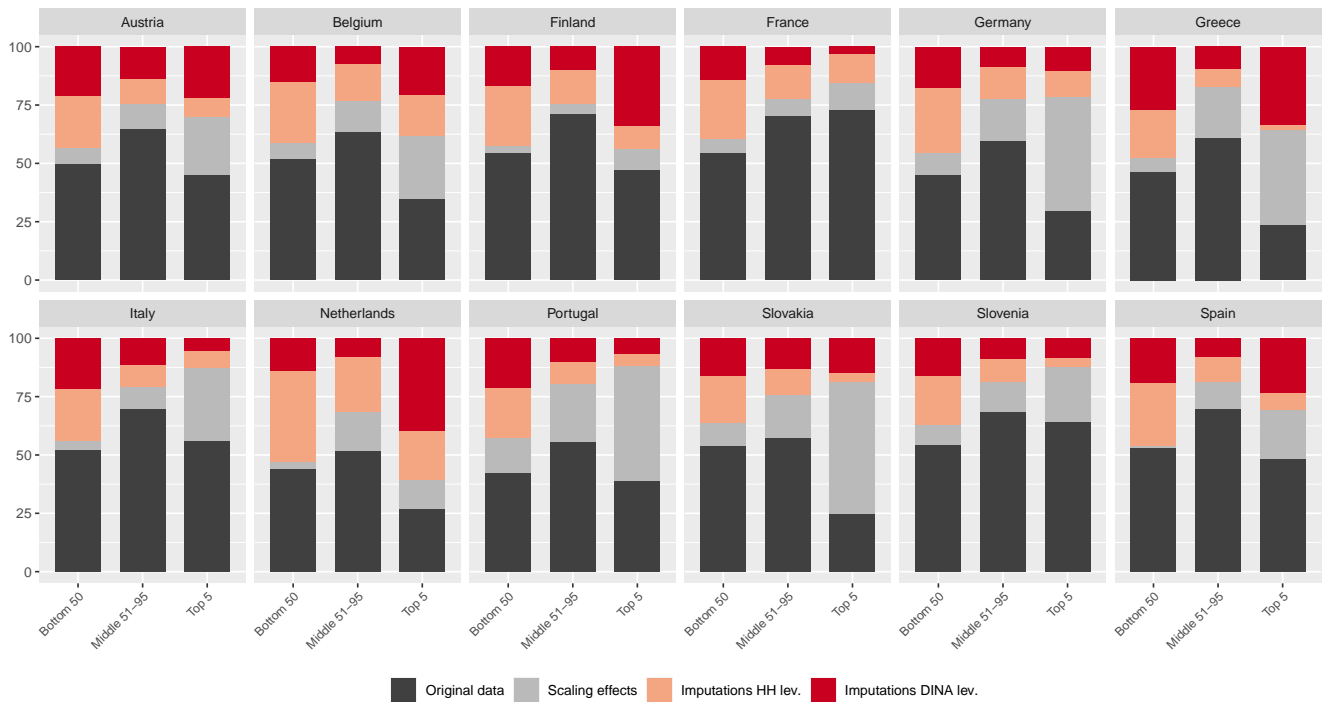 Austria Belgium Finland France Germany Greece
100
75
50
25
0
Italy Netherlands Portugal Slovakia Slovenia Spain
100
75
50
25
0
Bottom 50 Middle 51–95 Top 5 Bottom 50 Middle 51–95 Top 5 Bottom 50 Middle 51–95 Top 5 Bottom 50 Middle 51–95 Top 5 Bottom 50 Middle 51–95 Top 5 Bottom 50 Middle 51–95 Top 5
Original data Scaling effects Imputations HH lev. Imputations DINA lev.